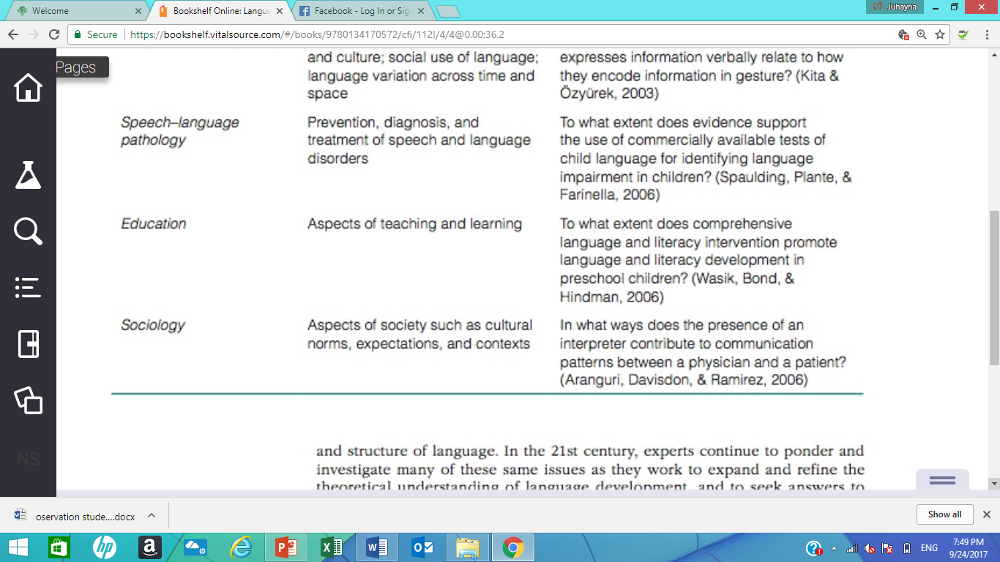 Welcome
Bookshelf Online: Langua
Facebook - Log In or Sig
Juhayna
Secure
https://bookshelf.vitalsource.com/#/books/9780134170572/cfi/112!/4/4@0.00:36.2
ABC
Pages
and culture; social use of language;
language variation across time and
space
expresses information verbally relate to how
they encode information in gesture? (Kita &
Özyürek, 2003)
Speech–language
pathology
Prevention, diagnosis, and
treatment of speech and language
disorders
To what extent does evidence support
the use of commercially available tests of
child language for identifying language
impairment in children? (Spaulding, Plante, &
Farinella, 2006)
Education
Aspects of teaching and learning
To what extent does comprehensive
language and literacy intervention promote
language and literacy development in
preschool children? (Wasik, Bond, &
Hindman, 2006)
Sociology
Aspects of society such as cultural
norms, expectations, and contexts
In what ways does the presence of an
interpreter contribute to communication
patterns between a physician and a patient?
(Aranguri, Davisdon, & Ramirez, 2006)
and structure of language. In the 21st century, experts continue to ponder and
investigate many of these same issues as they work to expand and refine the
theoretical understanding of language development, and to seek answers to
NS
oservation stude....docx
Show all
hp
a
ENG
7:49 PM
9/24/2017